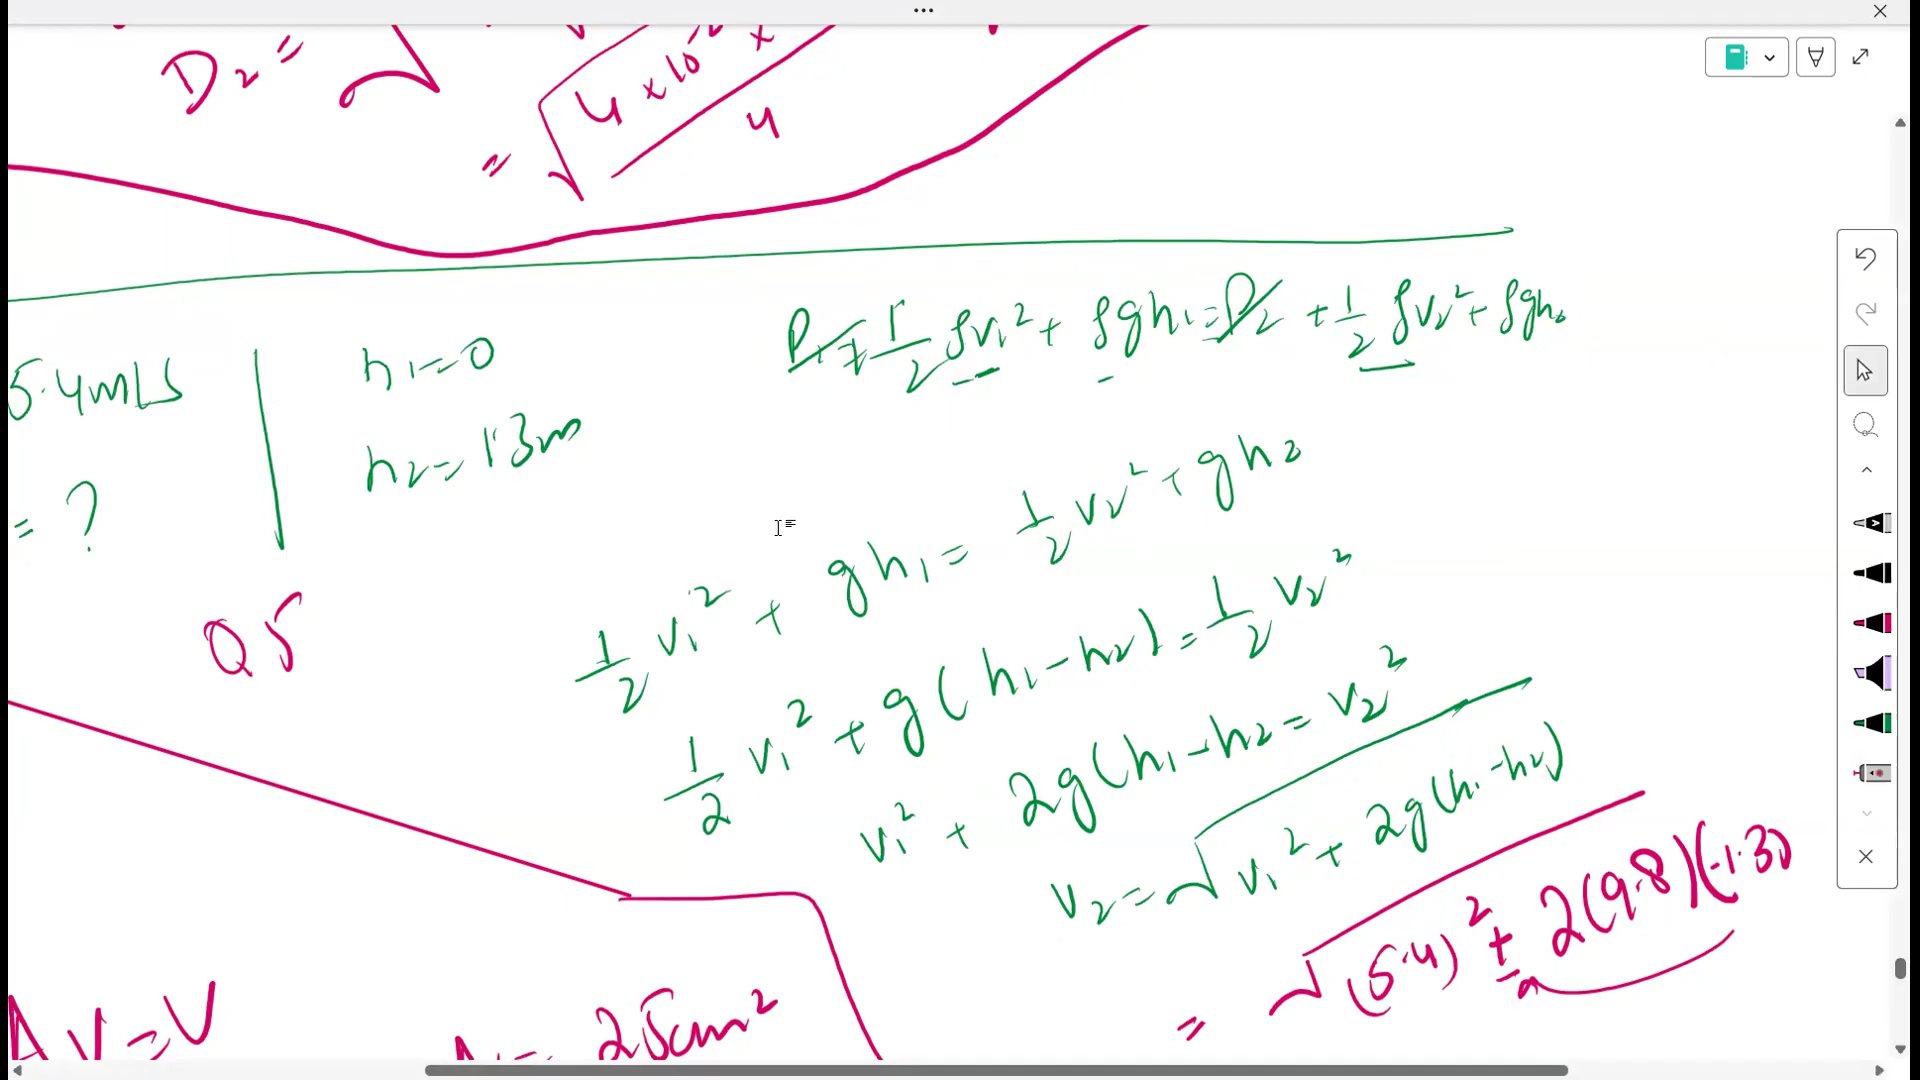 D₂ =
= √(4×10⁻² × / 4
P₁ + 1/2 ρv₁² + ρgh₁ = P₂ + 1/2 ρv₂² + ρgh₂
5.4m/s
h₁=0
h₂= 1.3m
= ?
1/2 v₁² + gh₁ = 1/2 v₂² + gh₂
Q5
1/2 v₁² + g(h₁-h₂) = 1/2 v₂²
v₁² + 2g(h₁-h₂ = v₂²
v₂ = √(v₁² + 2g(h₁-h₂)
= √(5.4)² ± 2(9.8)(-1.3)
AV=V
25cm²